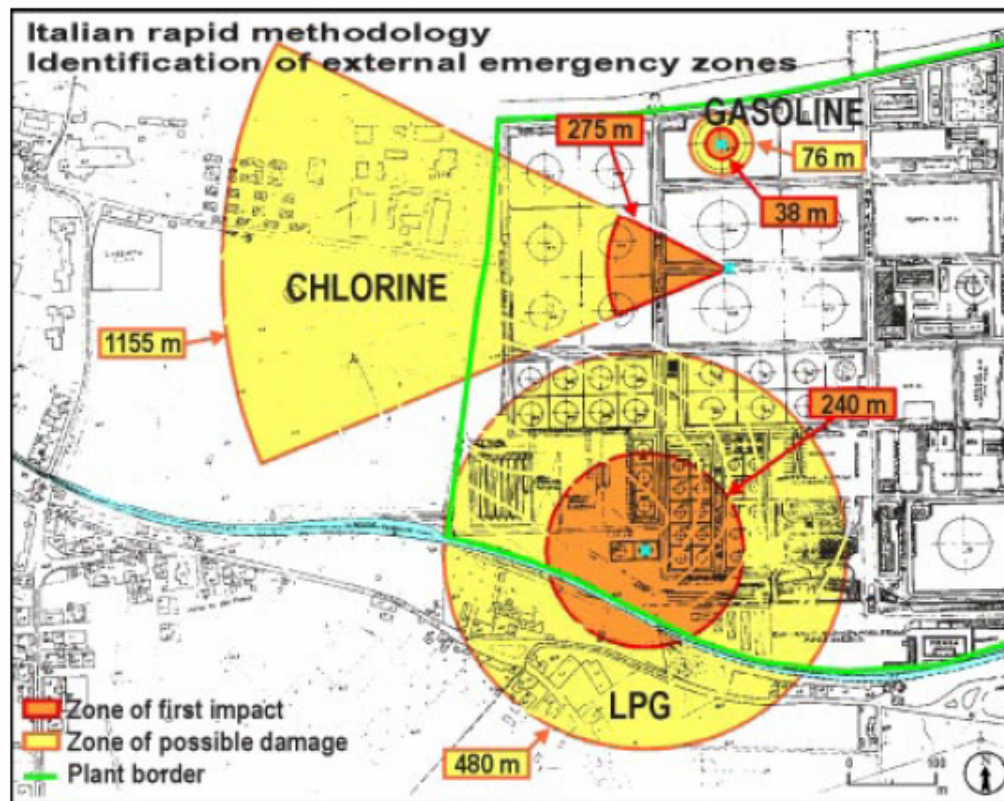 Italian rapid methodology
Identification of external emergency zones
GASOLINE
275 m
76 m
38 m
CHLORINE
1155 m
240 m
LPG
Zone of first impact
Zone of possible damage
480 m
Plant border
0 100
m